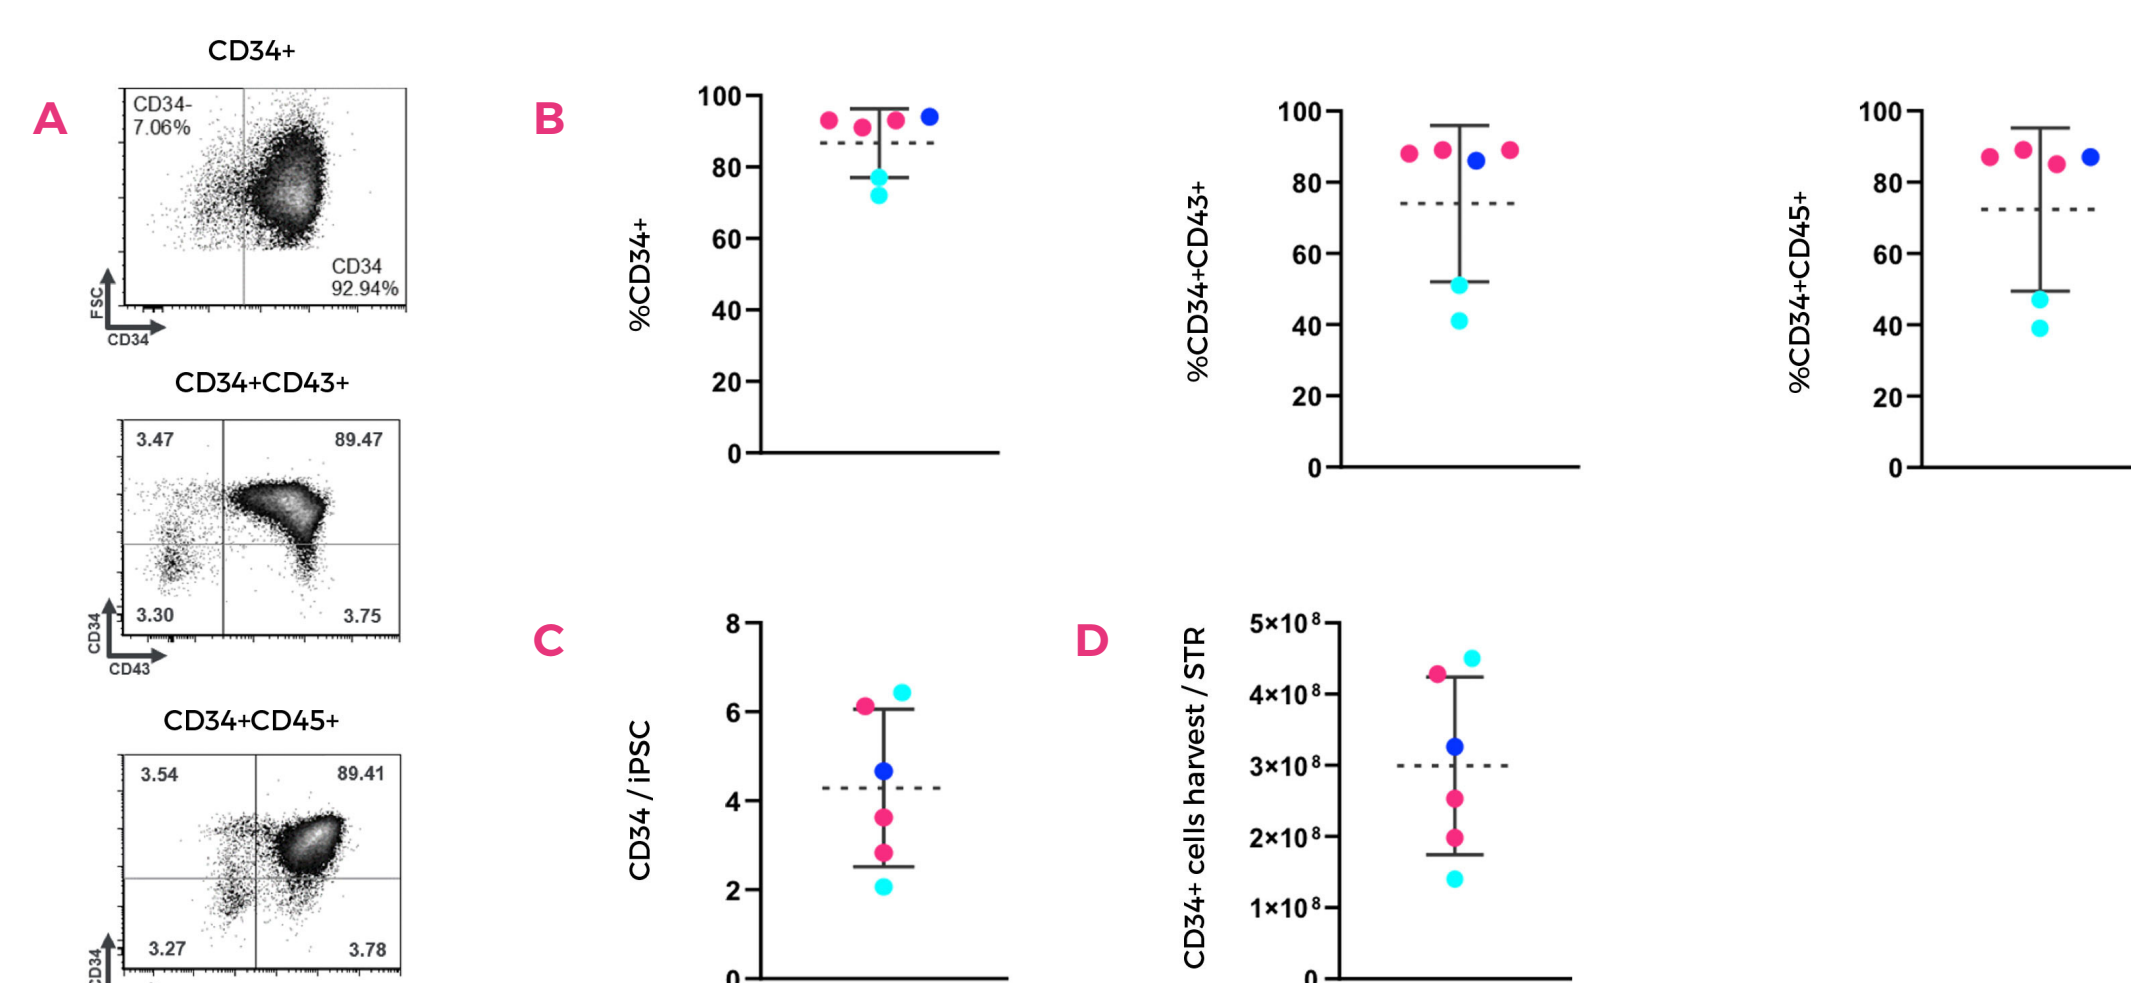 A
CD34+
CD34-
7.06%
CD34
92.94%
FSC
CD34
CD34+CD43+
3.47
89.47
3.30
3.75
CD34
CD43
CD34+CD45+
3.54
89.41
3.27
3.78
CD34
B
%CD34+
100
80
60
40
20
0
%CD34+CD43+
100
80
60
40
20
0
%CD34+CD45+
100
80
60
40
20
0
C
CD34 / iPSC
8
6
4
2
0
D
CD34+ cells harvest / STR
5×10⁸
4×10⁸
3×10⁸
2×10⁸
1×10⁸
0